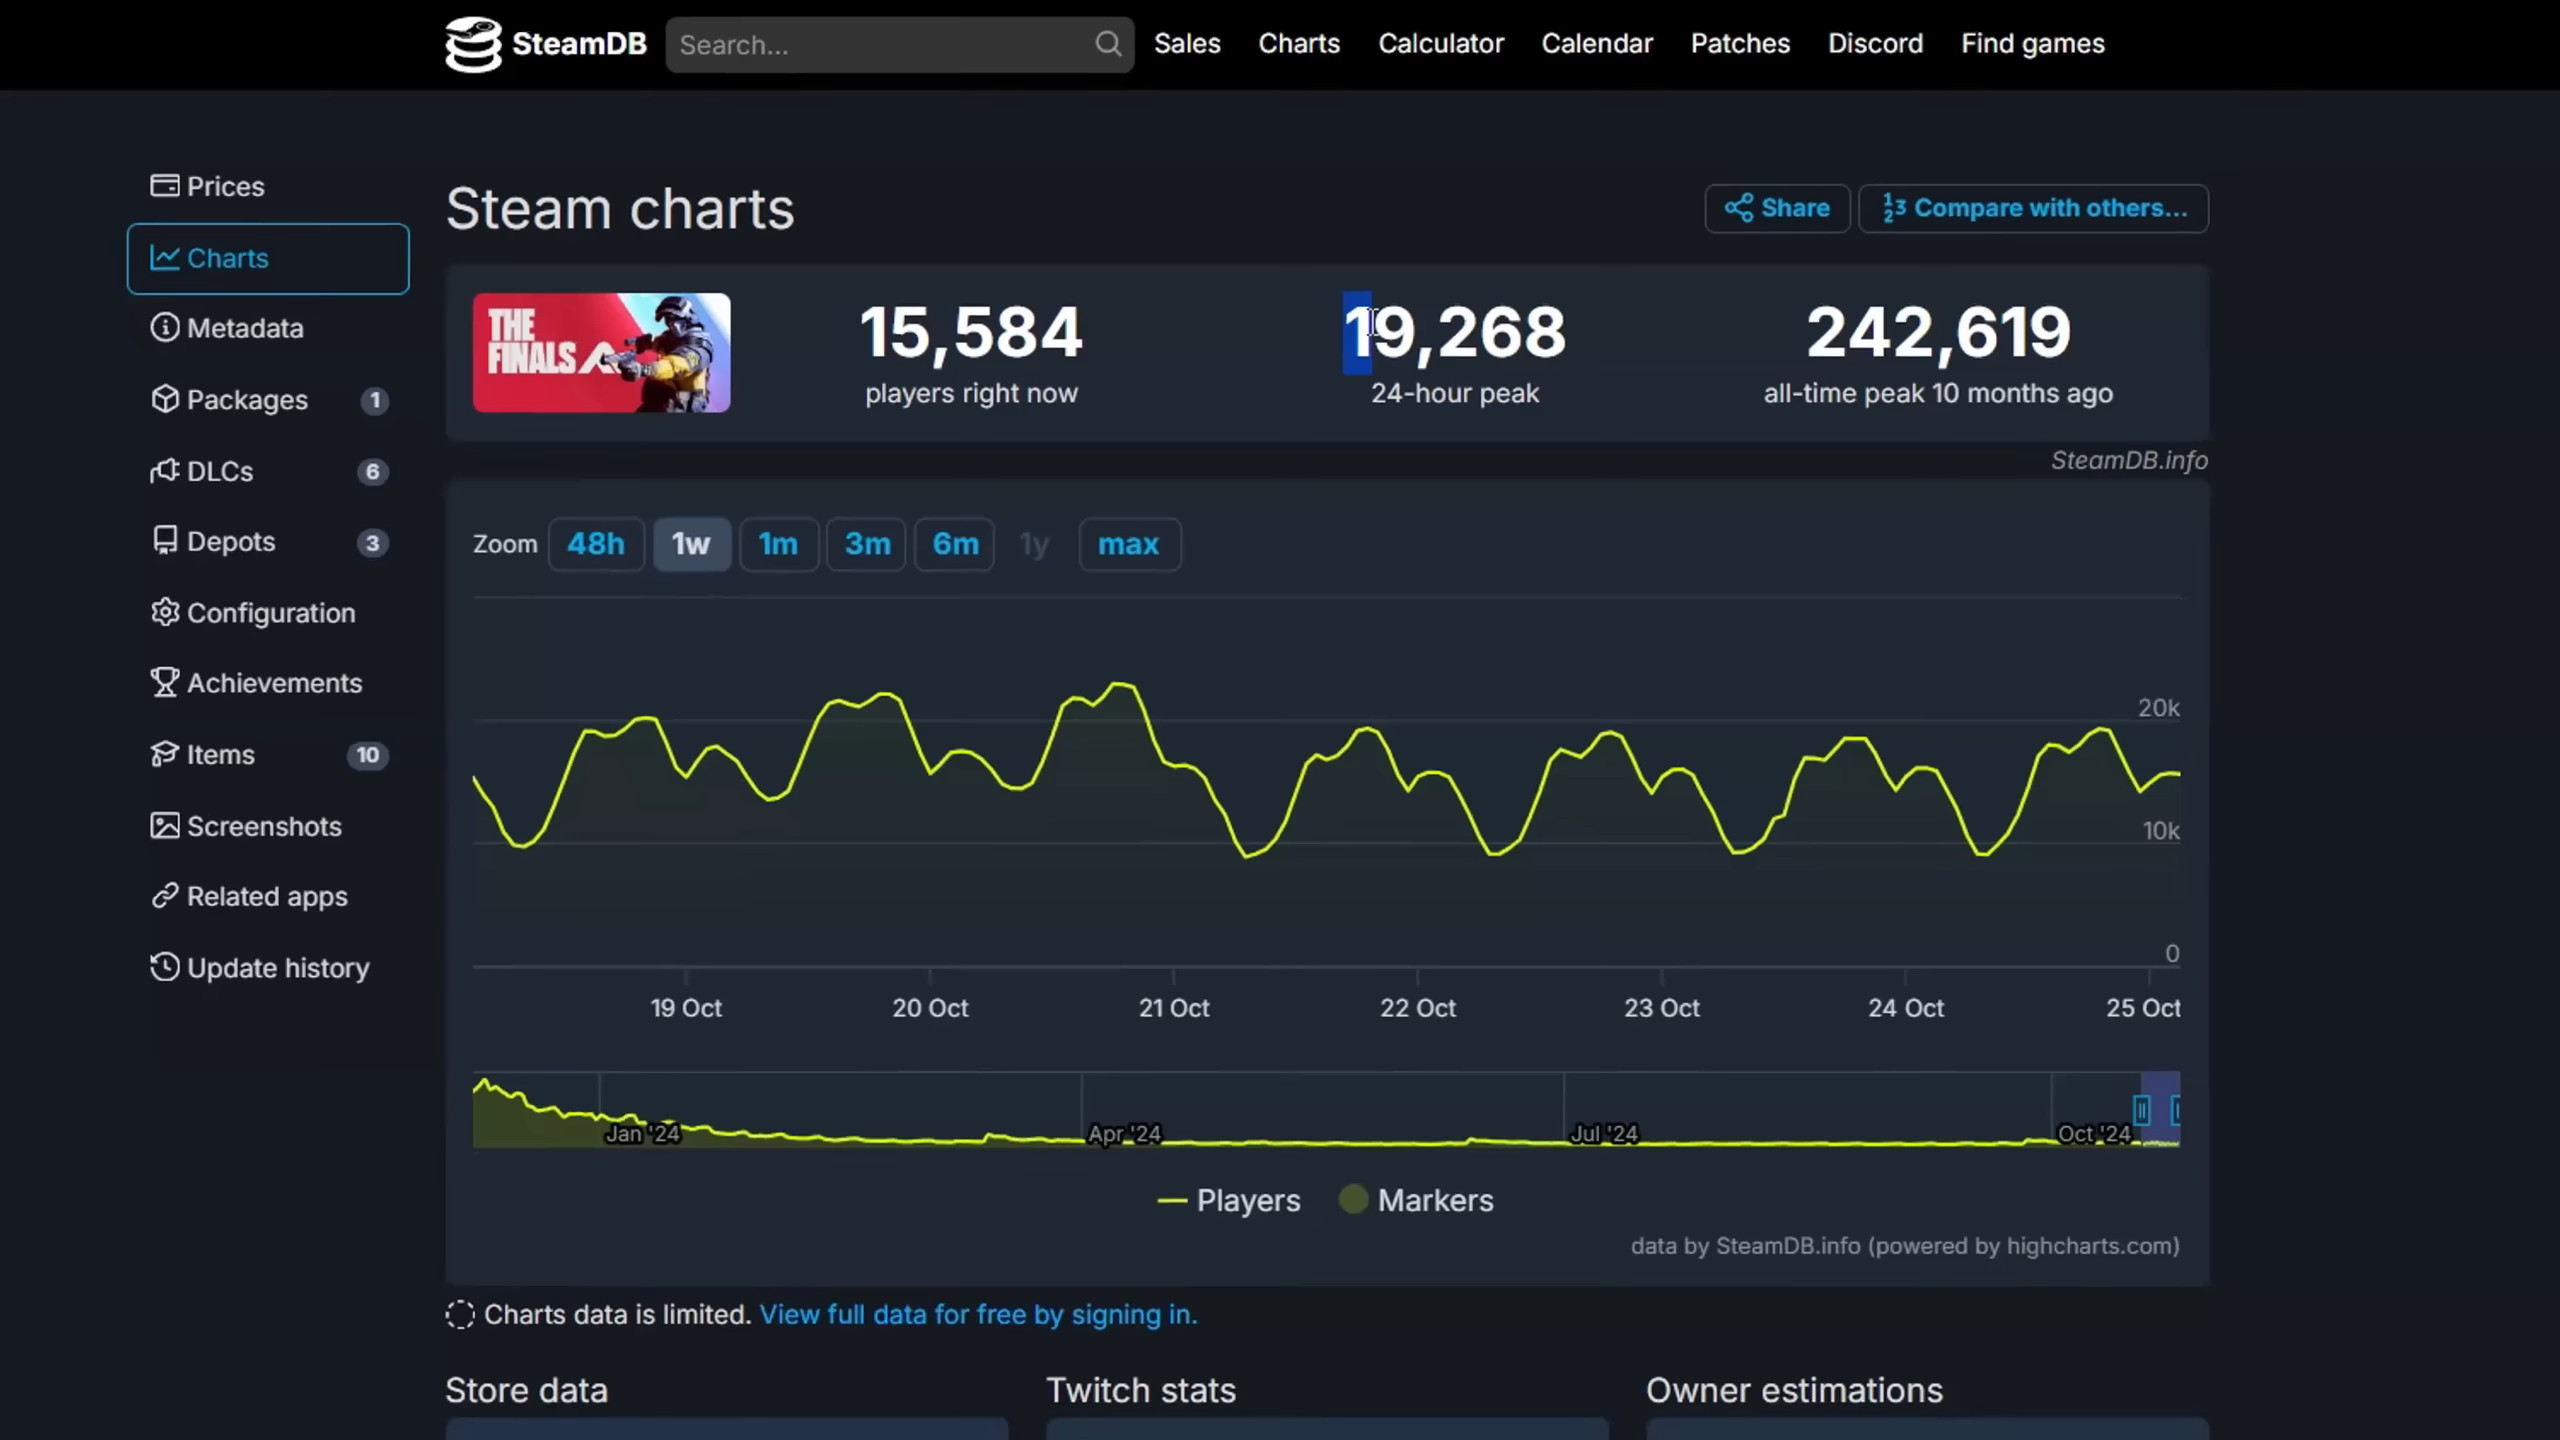 SteamDB
Search...
Sales
Charts
Calculator
Calendar
Patches
Discord
Find games
Prices
Charts
Metadata
Packages 1
DLCs 6
Depots 3
Configuration
Achievements
Items 10
Screenshots
Related apps
Update history
Steam charts
Share
Compare with others...
THE
FINALS
15,584
players right now
19,268
24-hour peak
242,619
all-time peak 10 months ago
SteamDB.info
Zoom 48h 1w 1m 3m 6m 1y max
20k
10k
0
19 Oct 20 Oct 21 Oct 22 Oct 23 Oct 24 Oct 25 Oct
Jan '24 Apr '24 Jul '24 Oct '24
Players Markers
data by SteamDB.info (powered by highcharts.com)
Charts data is limited. View full data for free by signing in.
Store data
Twitch stats
Owner estimations